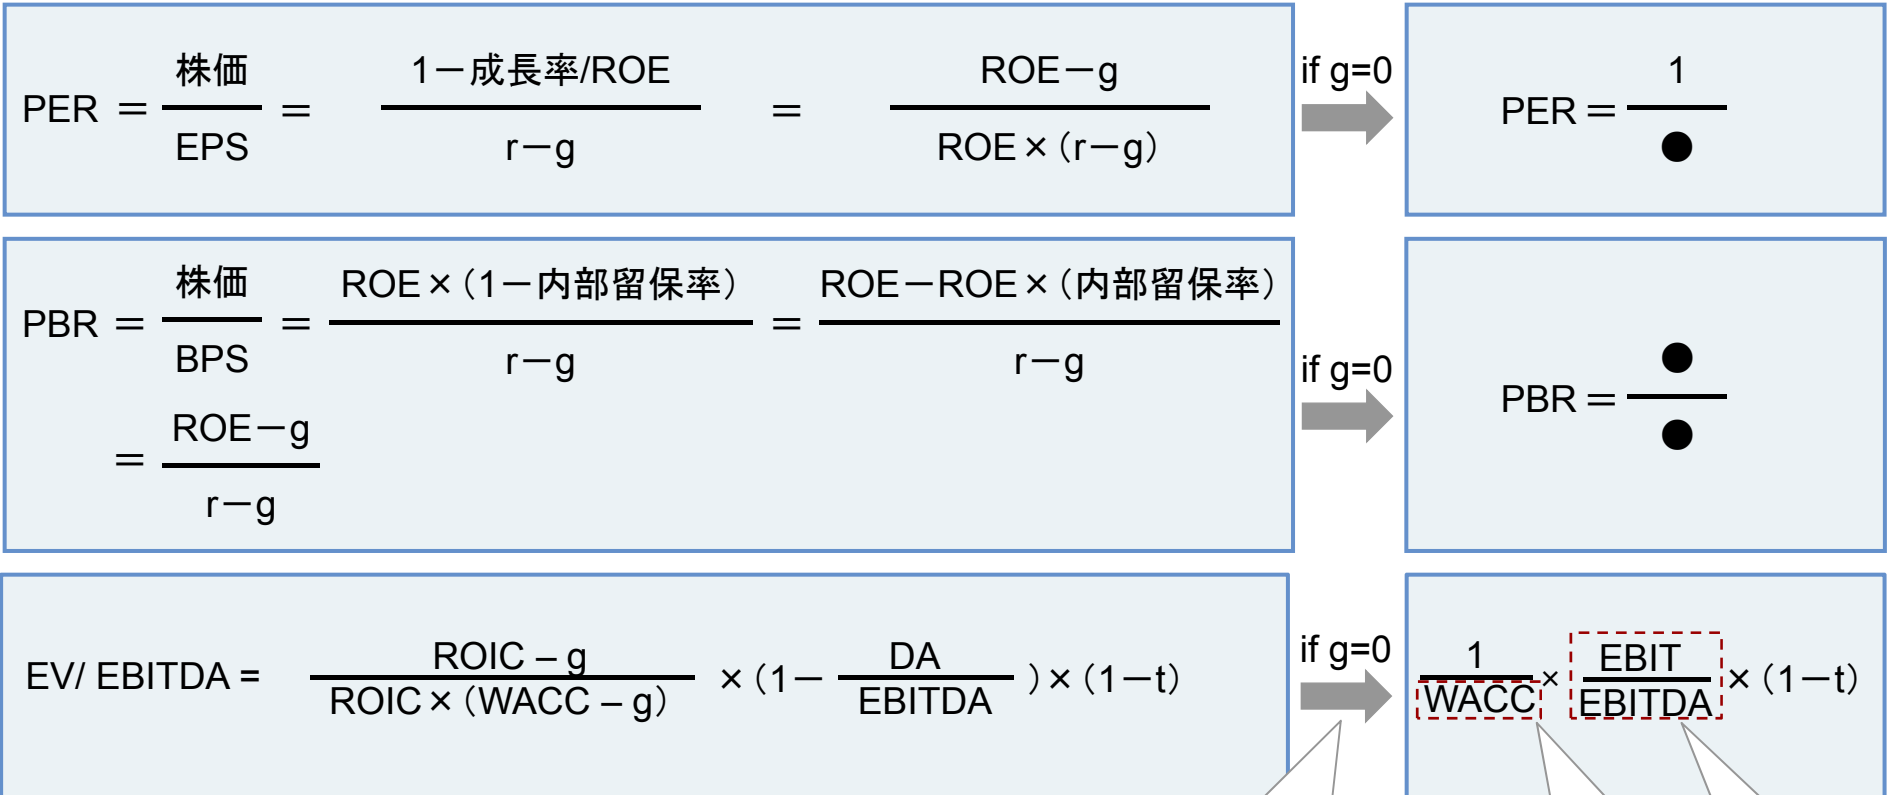 PER ＝ 株価/EPS ＝ 1－成長率/ROE / r－g ＝ ROE－g / ROE×（r－g）
if g=0
PER＝ 1/●
PBR ＝ 株価/BPS ＝ ROE×（1－内部留保率）/ r－g ＝ ROE－ROE×（内部留保率）/ r－g
＝ ROE－g / r－g
if g=0
PBR＝ ●/●
EV/ EBITDA = ROIC – g / ROIC×（WACC – g） ×（1－ DA/EBITDA ）×（1－t）
if g=0
1/WACC × EBIT/EBITDA ×（1－t）